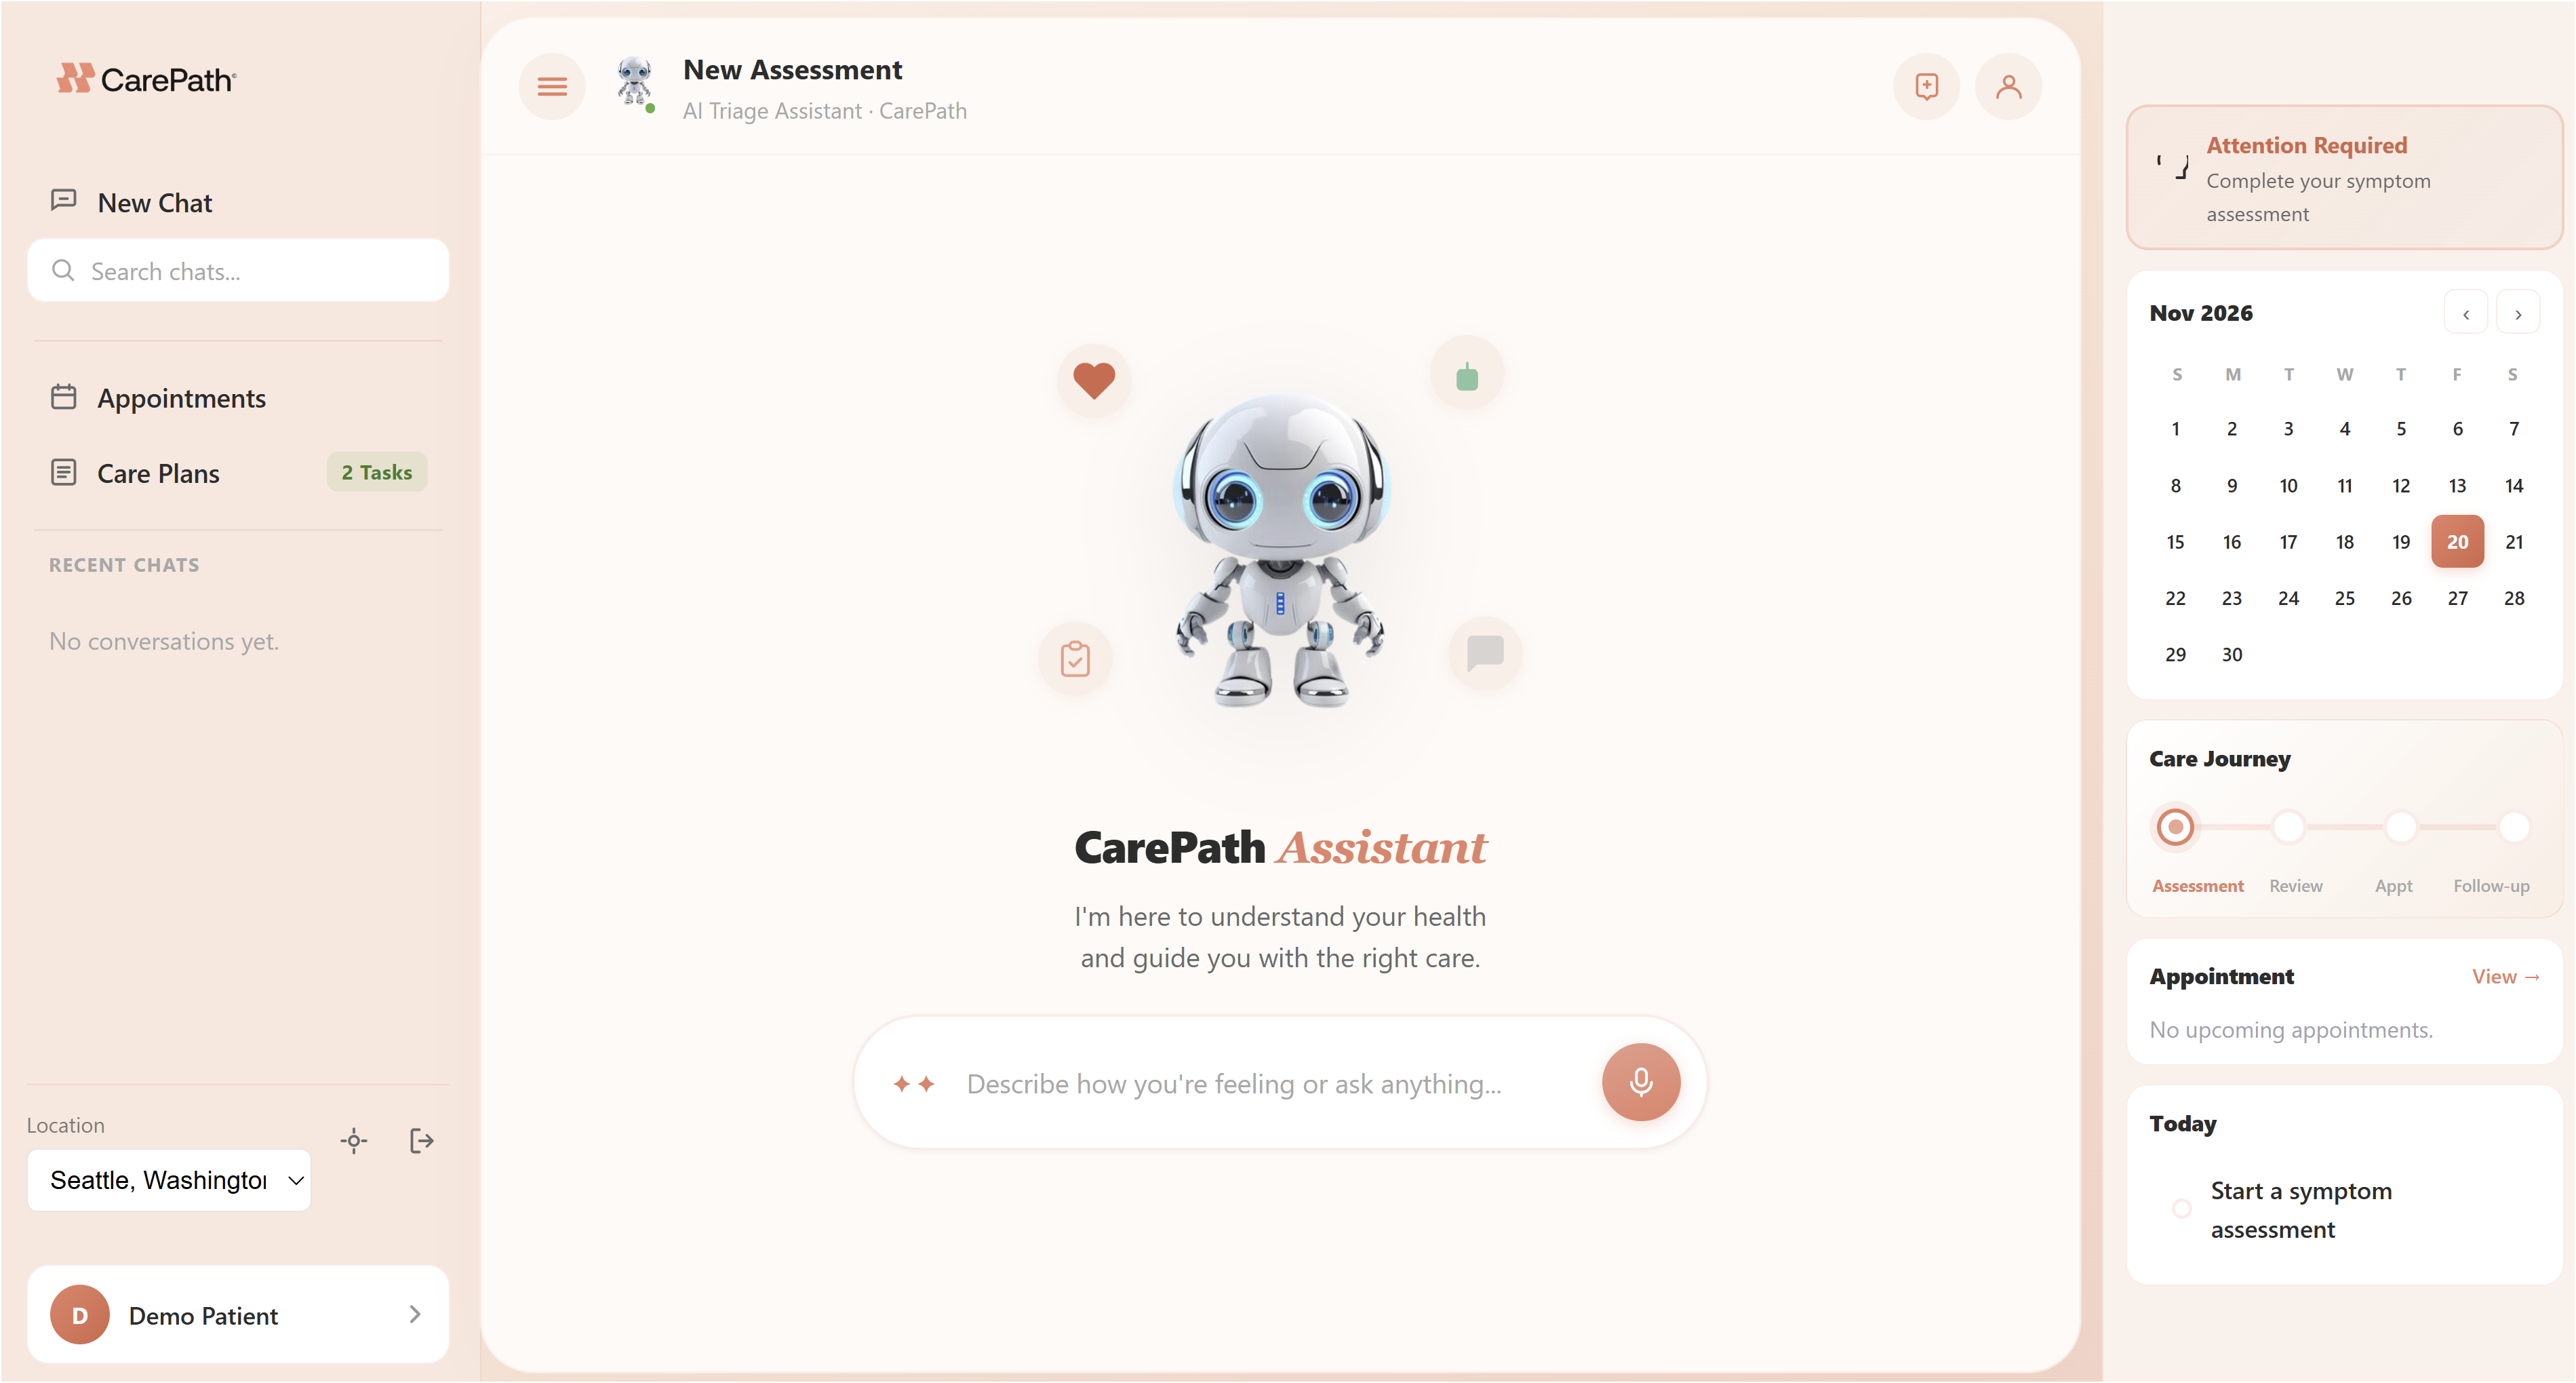 CarePath
New Chat
Search chats...
Appointments
Care Plans
2 Tasks
RECENT CHATS
No conversations yet.
Location
Seattle, Washington
D
Demo Patient
New Assessment
AI Triage Assistant · CarePath
CarePath Assistant
I'm here to understand your health
and guide you with the right care.
Describe how you're feeling or ask anything...
Attention Required
Complete your symptom
assessment
Nov 2026
‹ ›
S M T W T F S
1 2 3 4 5 6 7
8 9 10 11 12 13 14
15 16 17 18 19 20 21
22 23 24 25 26 27 28
29 30
Care Journey
Assessment Review Appt Follow-up
Appointment
View →
No upcoming appointments.
Today
Start a symptom
assessment